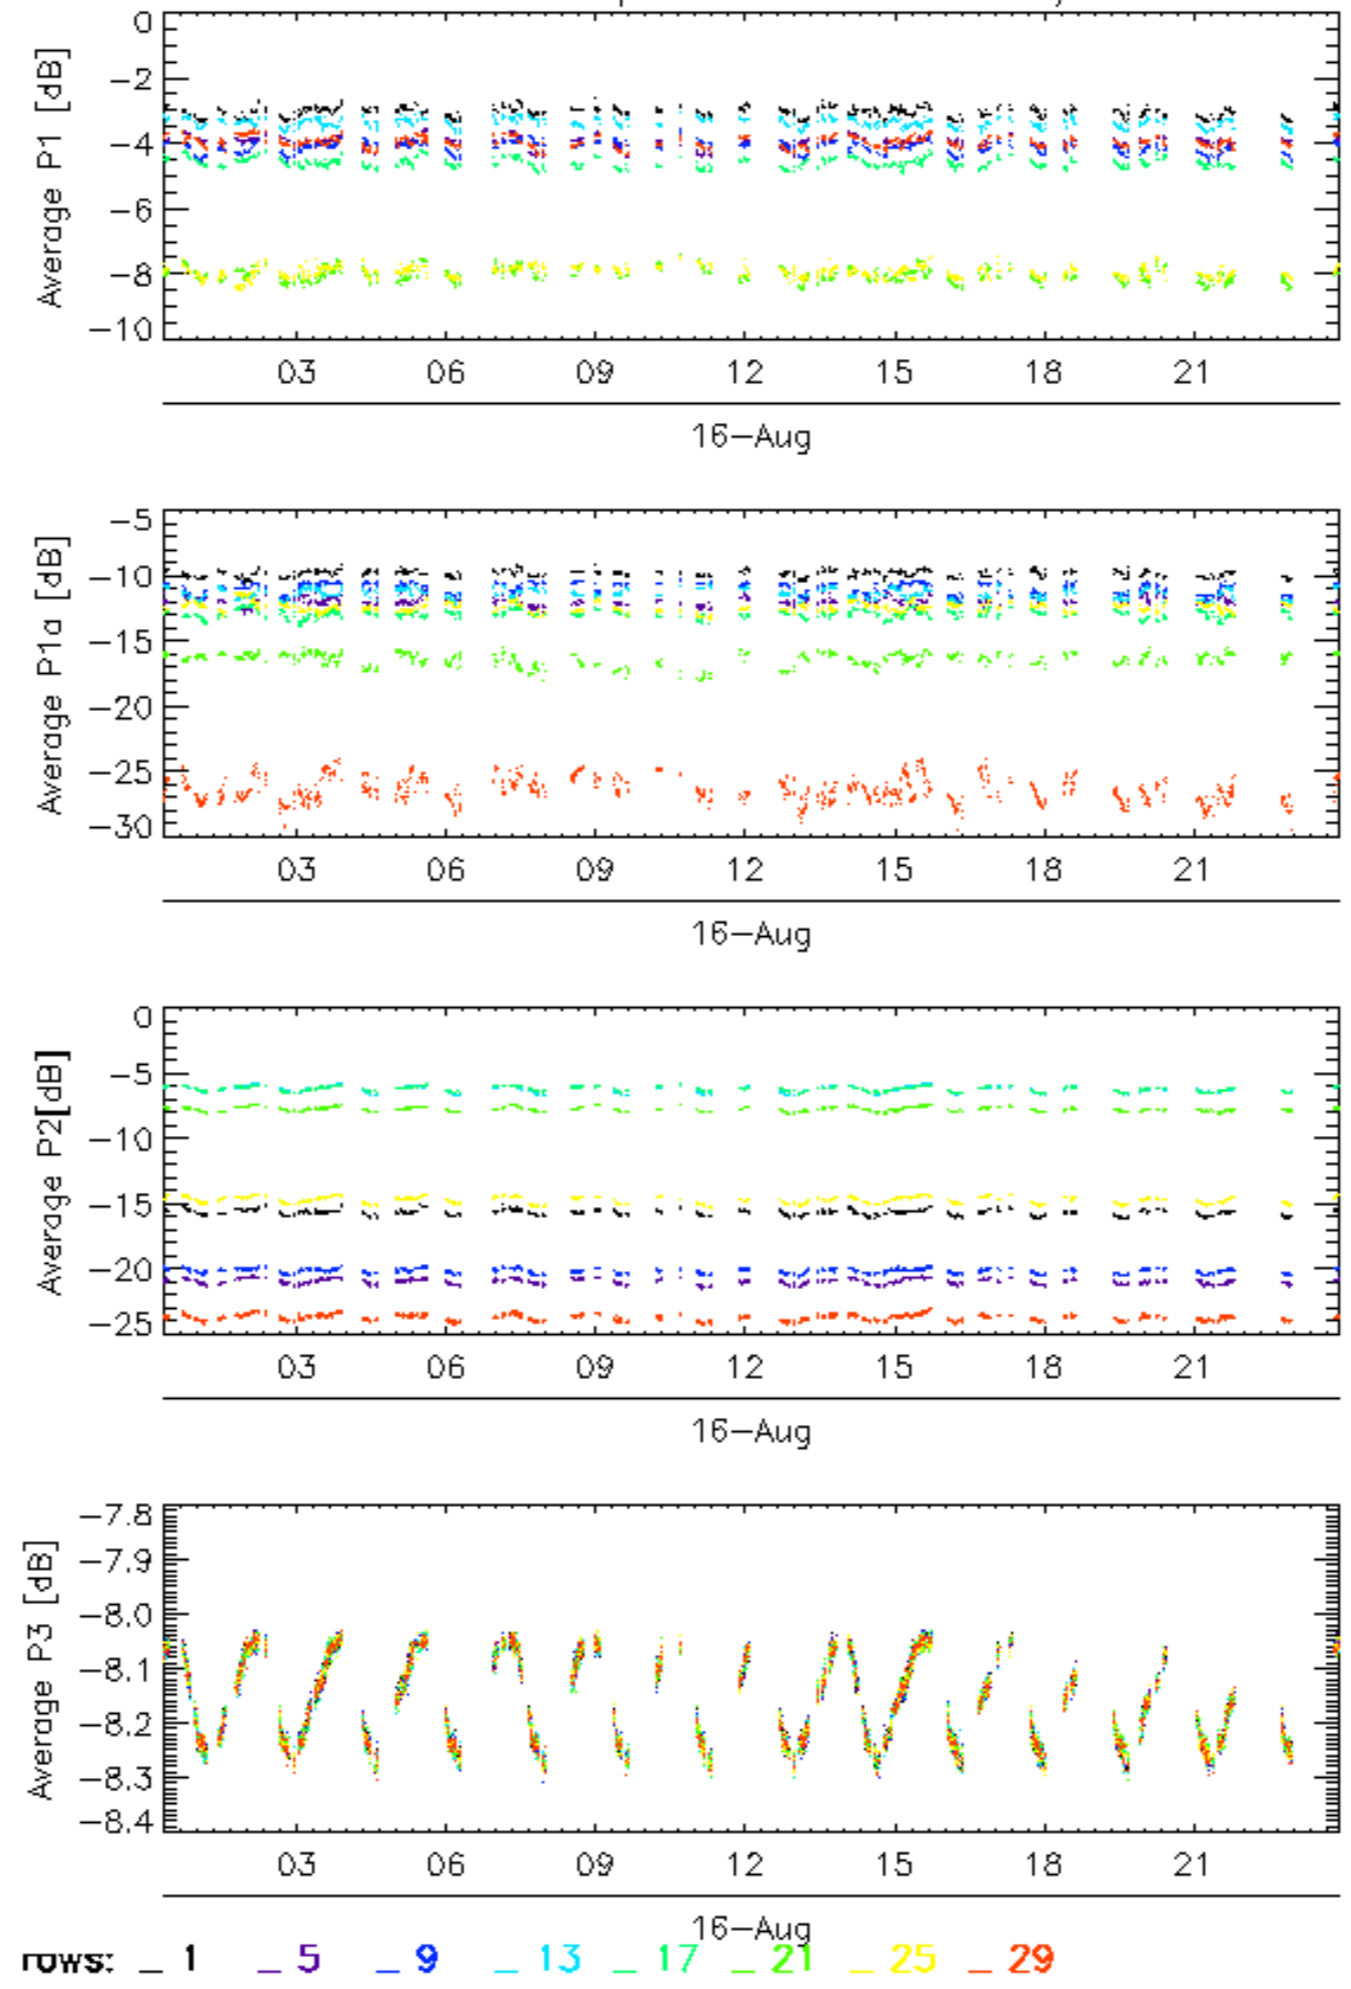 0
−2
−4
−6
−8
−10
Average P1 [dB]
03 06 09 12 15 18 21
16−Aug
−5
−10
−15
−20
−25
−30
Average P1a [dB]
03 06 09 12 15 18 21
16−Aug
0
−5
−10
−15
−20
−25
Average P2[dB]
03 06 09 12 15 18 21
16−Aug
−7.8
−7.9
−8.0
−8.1
−8.2
−8.3
−8.4
Average P3 [dB]
03 06 09 12 15 18 21
16−Aug
rows: _ 1 _ 5 _ 9 _ 13 _ 17 _ 21 _ 25 _ 29